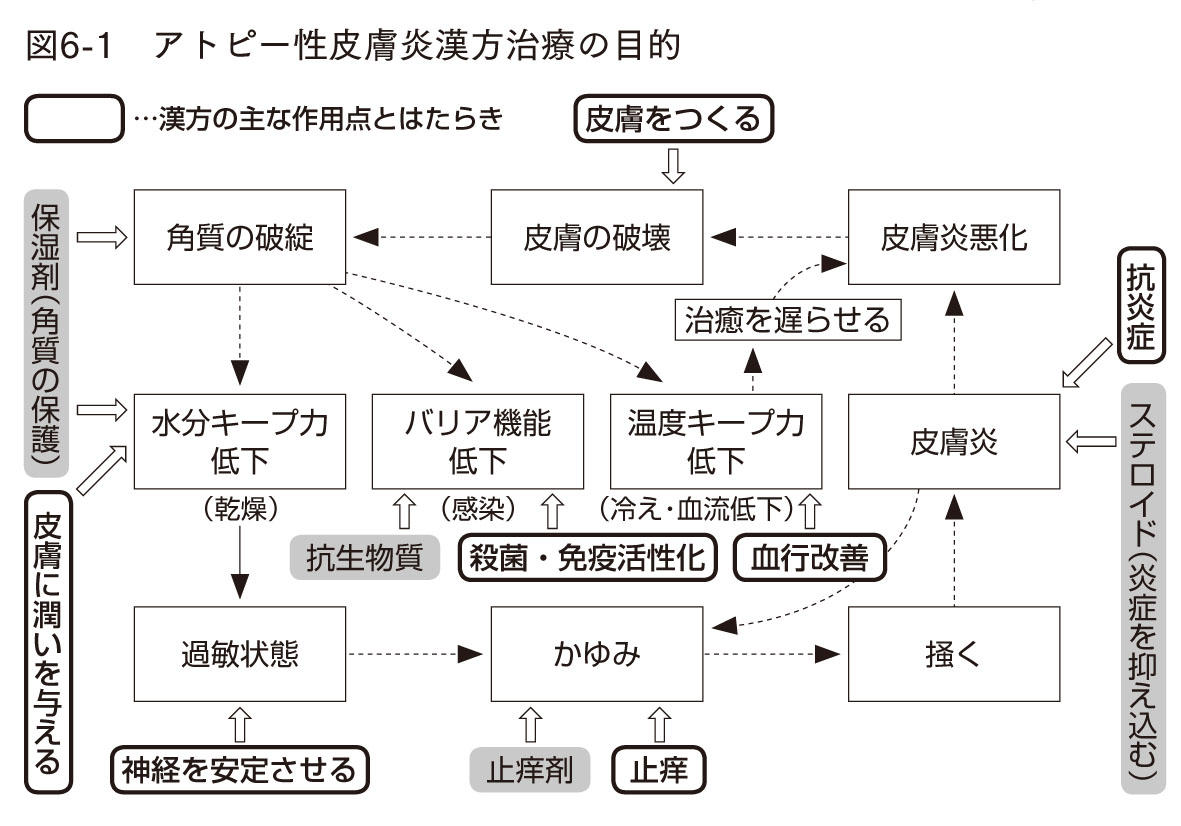 図6-1　アトピー性皮膚炎漢方治療の目的
…漢方の主な作用点とはたらき
皮膚をつくる
保湿剤（角質の保護）
角質の破綻
皮膚の破壊
皮膚炎悪化
抗炎症
治癒を遅らせる
水分キープ力
低下
（乾燥）
バリア機能
低下
（感染）
温度キープ力
低下
（冷え・血流低下）
皮膚炎
ステロイド（炎症を抑え込む）
皮膚に潤いを与える
抗生物質
殺菌・免疫活性化
血行改善
過敏状態
かゆみ
掻く
神経を安定させる
止痒剤
止痒